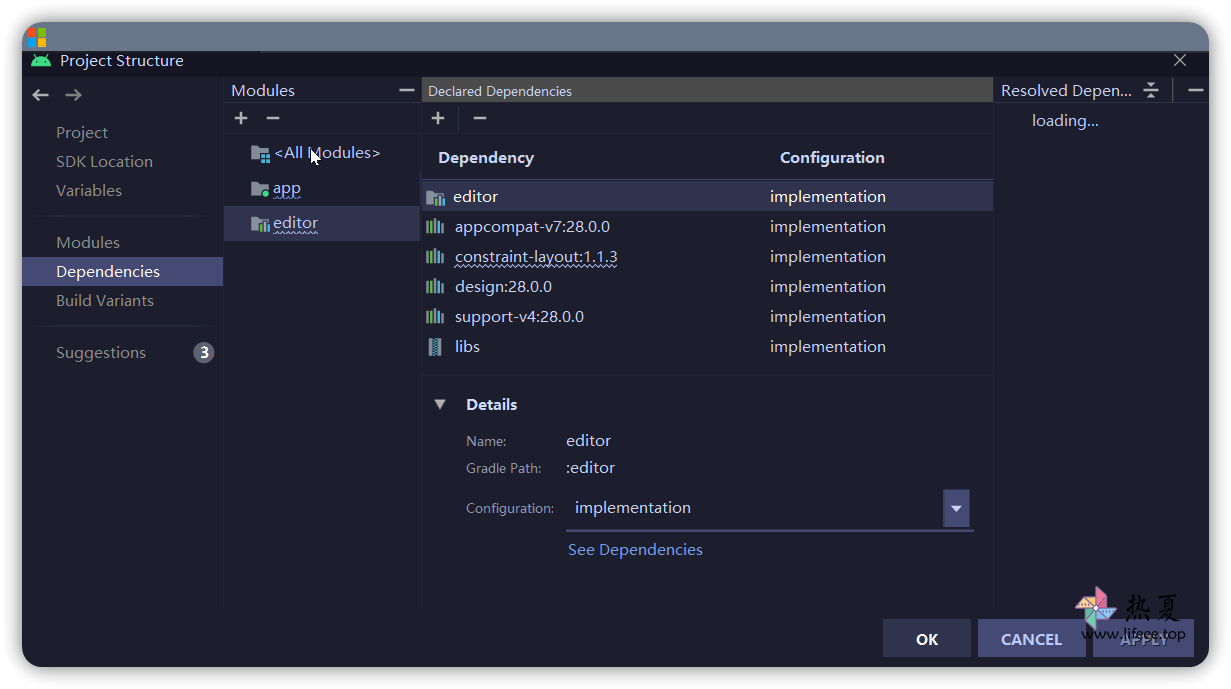 Project Structure
Project
SDK Location
Variables
Modules
Dependencies
Build Variants
Suggestions
3
Modules
<All Modules>
app
editor
Declared Dependencies
Dependency Configuration
editor implementation
appcompat-v7:28.0.0 implementation
constraint-layout:1.1.3 implementation
design:28.0.0 implementation
support-v4:28.0.0 implementation
libs implementation
Details
Name: editor
Gradle Path: :editor
Configuration: implementation
See Dependencies
Resolved Depen...
loading...
OK
CANCEL
APPLY
热夏
www.lifeee.top